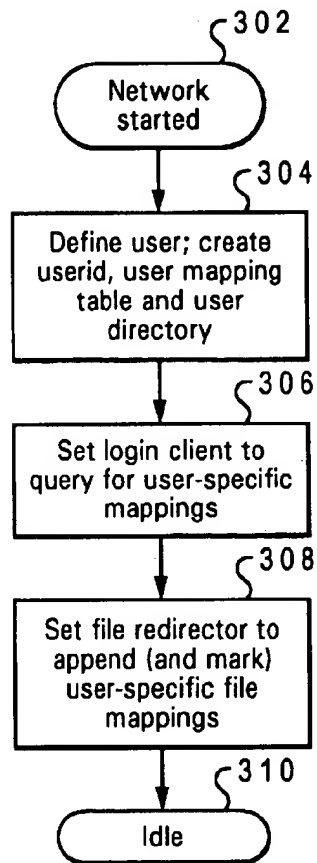 302
Network
started
304
Define user; create
userid, user mapping
table and user
directory
306
Set login client to
query for user-specific
mappings
308
Set file redirector to
append (and mark)
user-specific file
mappings
310
Idle